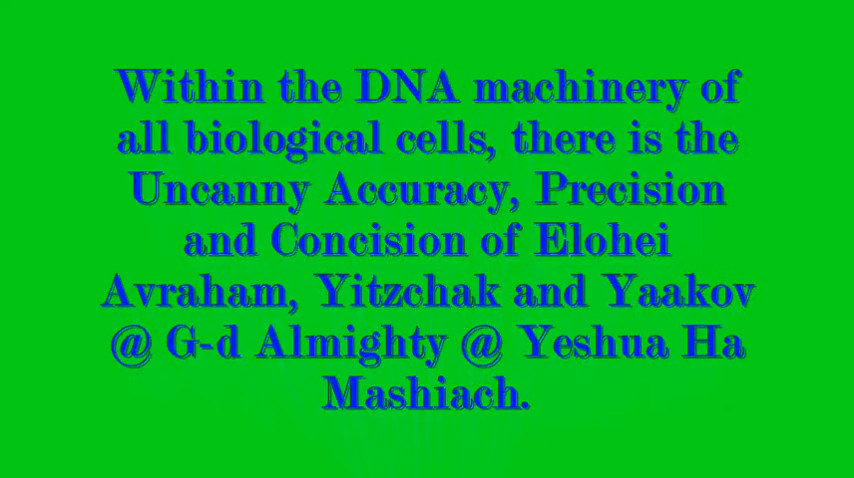 Within the DNA machinery of
all biological cells, there is the
Uncanny Accuracy, Precision
and Concision of Elohei
Avraham, Yitzchak and Yaakov
@ G-d Almighty @ Yeshua Ha
Mashiach.